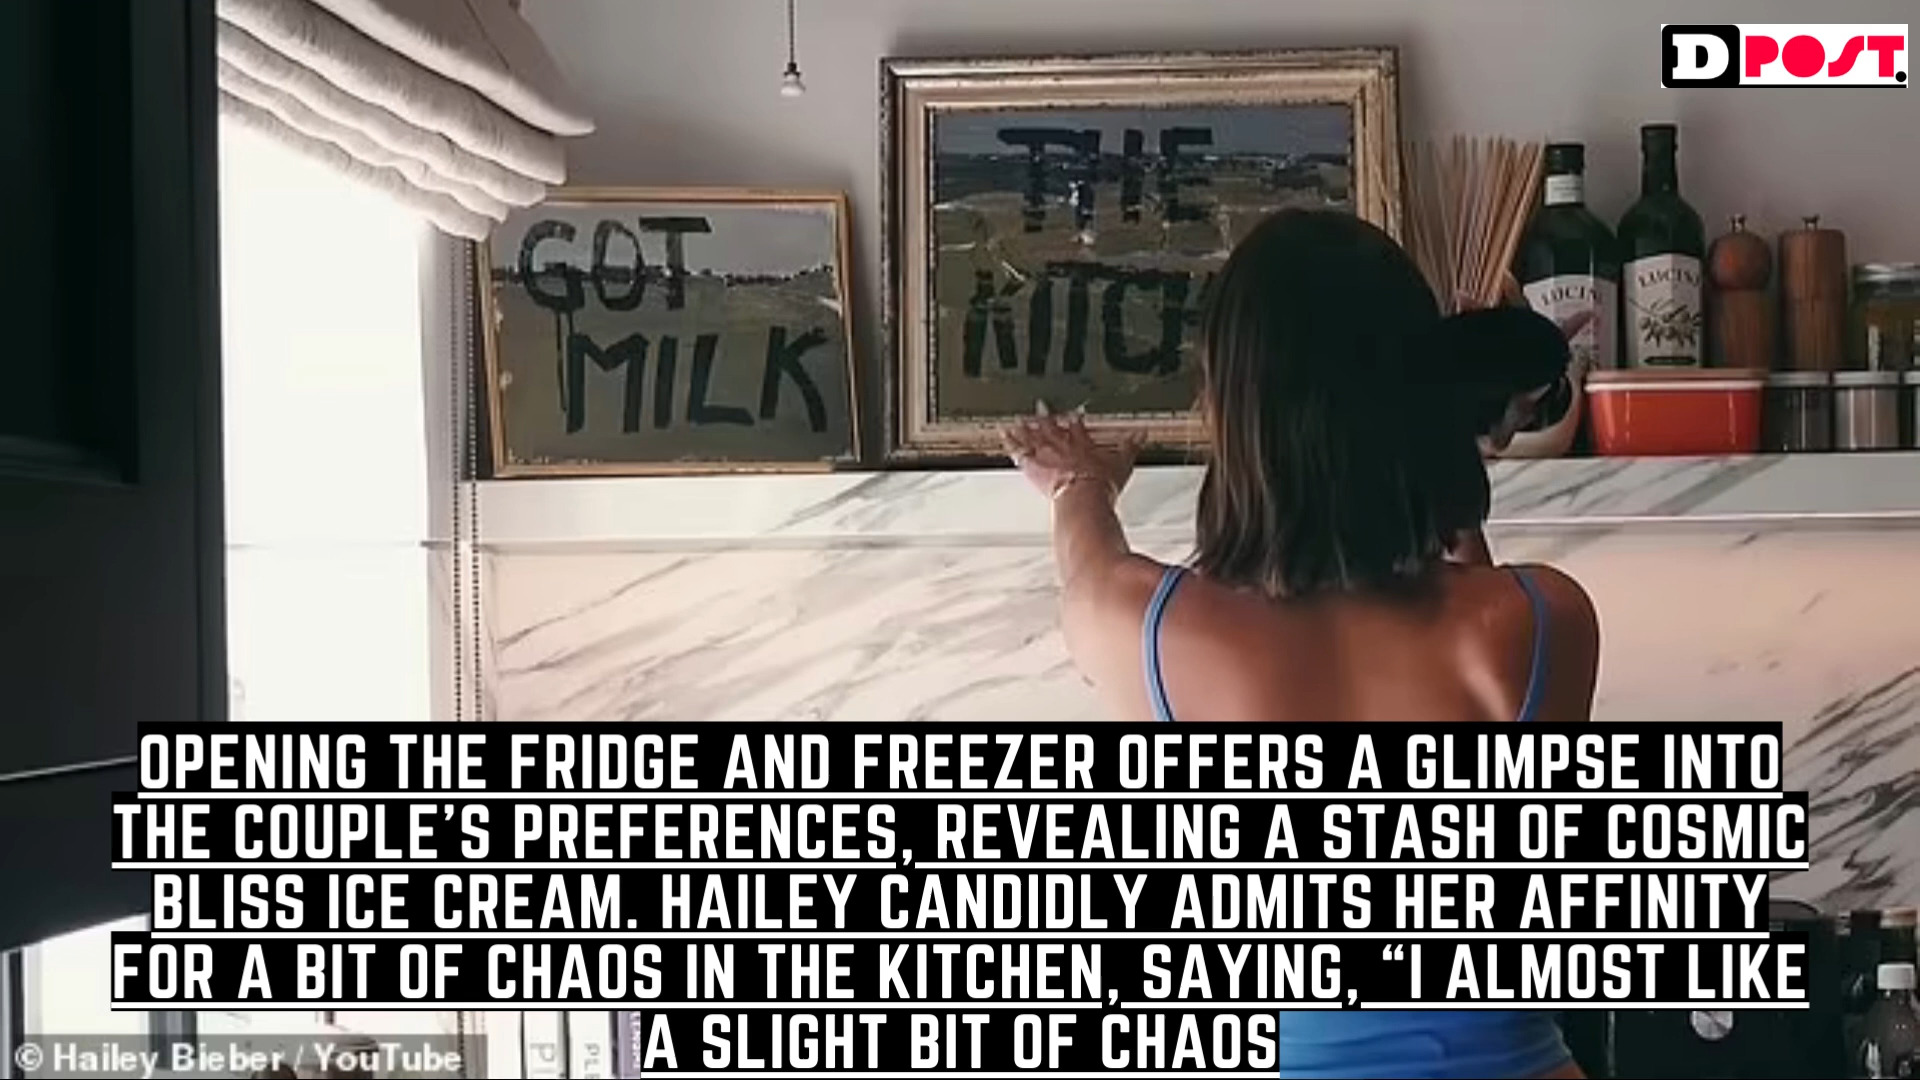 D POST.
GOT
MILK
THE
KITCH
LUCINI
OPENING THE FRIDGE AND FREEZER OFFERS A GLIMPSE INTO
THE COUPLE’S PREFERENCES, REVEALING A STASH OF COSMIC
BLISS ICE CREAM. HAILEY CANDIDLY ADMITS HER AFFINITY
FOR A BIT OF CHAOS IN THE KITCHEN, SAYING, “I ALMOST LIKE
A SLIGHT BIT OF CHAOS
© Hailey Bieber / YouTube